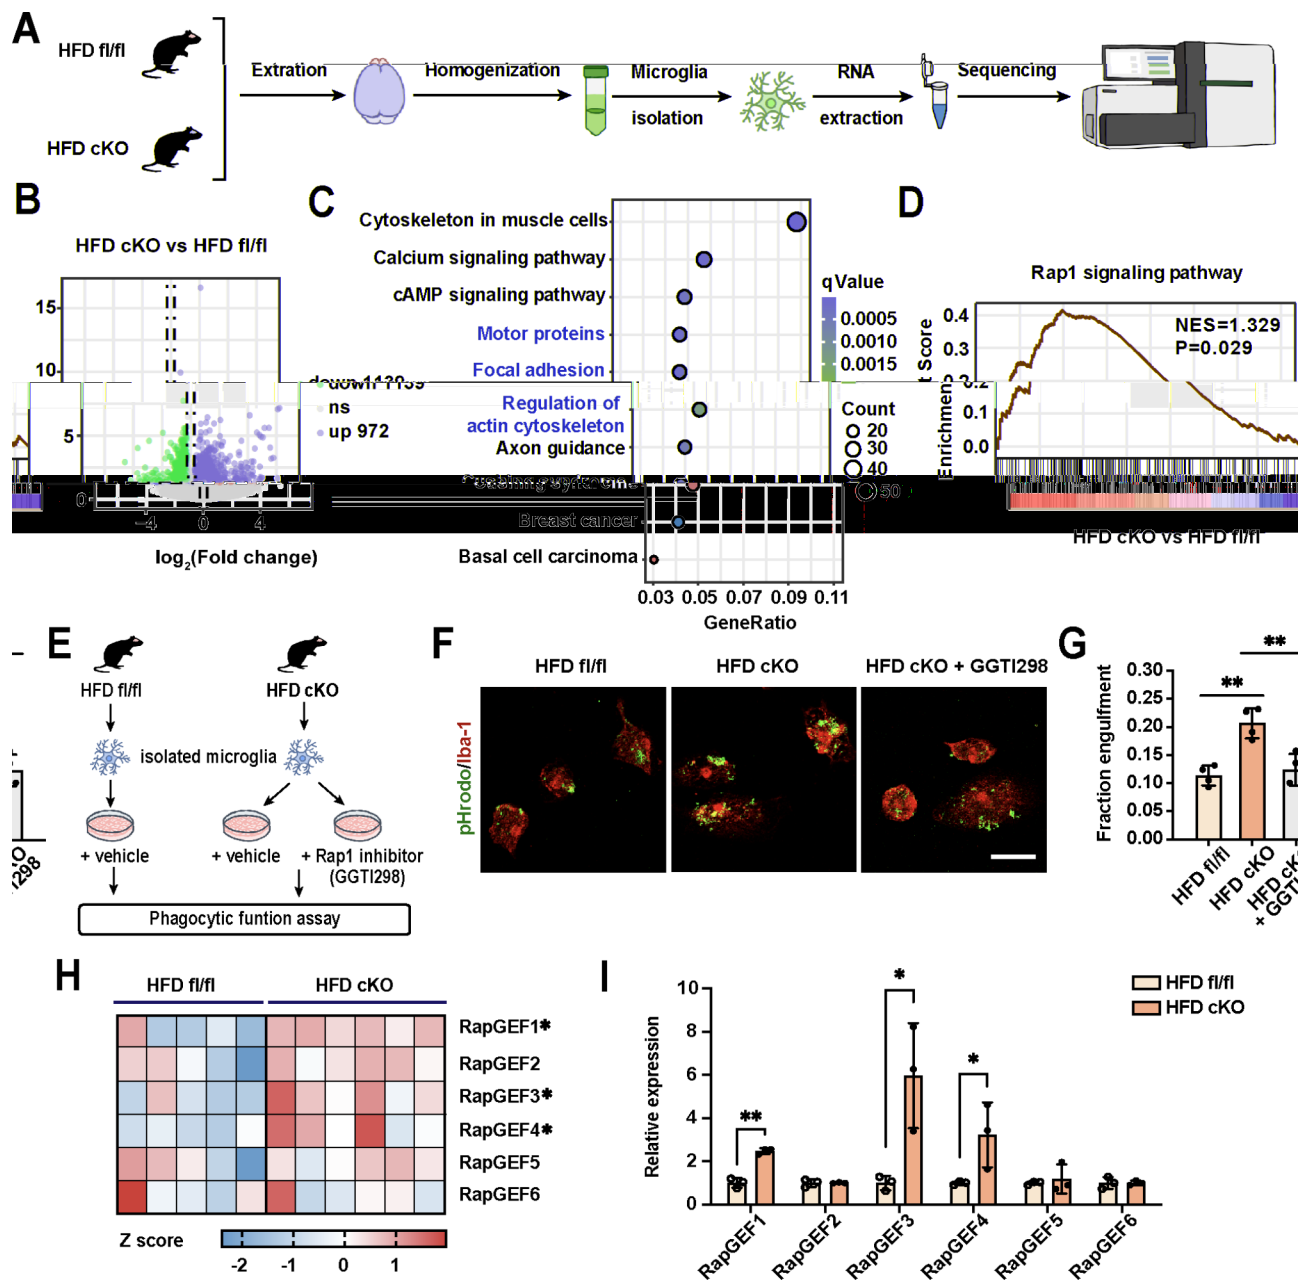 A
HFD fl/fl
HFD cKO
Extration
Homogenization
Microglia
isolation
RNA
extraction
Sequencing
B
HFD cKO vs HFD fl/fl
15
10
5
0
-4
0
4
log2(Fold change)
ns
up 972
C
Cytoskeleton in muscle cells
Calcium signaling pathway
cAMP signaling pathway
Motor proteins
Focal adhesion
Regulation of
actin cytoskeleton
Axon guidance
Breast cancer
Basal cell carcinoma
0.03 0.05 0.07 0.09 0.11
GeneRatio
qValue
0.0005
0.0010
0.0015
Count
20
30
40
50
D
Rap1 signaling pathway
NES=1.329
P=0.029
0.4
0.3
0.2
0.1
0.0
HFD cKO vs HFD fl/fl
E
HFD fl/fl
HFD cKO
isolated microglia
+ vehicle
+ vehicle
+ Rap1 inhibitor
(GGTI298)
Phagocytic funtion assay
F
HFD fl/fl
HFD cKO
HFD cKO + GGTI298
pHrodo/Iba-1
G
**
**
Fraction engulfment
0.30
0.25
0.20
0.15
0.10
0.05
0.00
HFD fl/fl
HFD cKO
H
HFD fl/fl
HFD cKO
RapGEF1*
RapGEF2
RapGEF3*
RapGEF4*
RapGEF5
RapGEF6
Z score
-2 -1 0 1
I
HFD fl/fl
HFD cKO
Relative expression
10
8
6
4
2
0
**
*
*
RapGEF1
RapGEF2
RapGEF3
RapGEF4
RapGEF5
RapGEF6